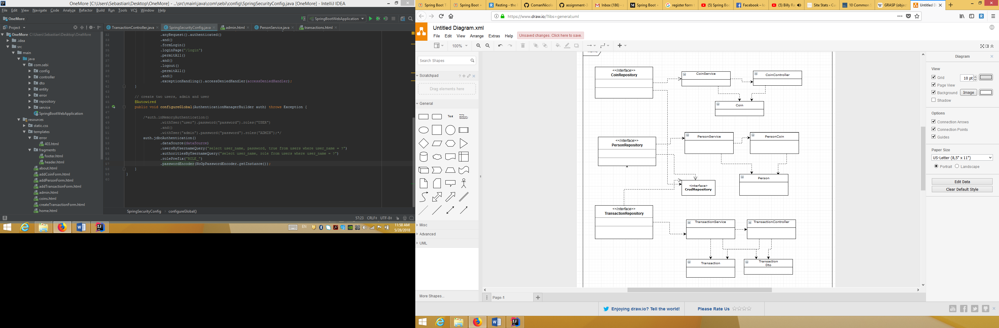 OneMore [C:\Users\Sebastian\Desktop\OneMore] - ...\src\main\java\com\sebi\config\SpringSecurityConfig.java [OneMore] - IntelliJ IDEA
File Edit View Navigate Code Analyze Refactor Build Run Tools VCS Window Help
OneMore
SpringBootWebApplication
Project
TransactionController.java
SpringSecurityConfig.java
admin.html
PersonService.java
transactions.html
OneMore C:\Users\Sebastian\Desktop\OneMore
.idea
src
main
java
com.sebi
config
controller
dto
entity
error
repository
service
SpringBootWebApplication
resources
static.css
templates
error
403.html
fragments
footer.html
header.html
about.html
addCoinForm.html
addPersonForm.html
addTransactionForm.html
admin.html
coins.html
createTransactionForm.html
home.html
32 .anyRequest().authenticated()
33 .and()
34 .formLogin()
35 .loginPage("/login")
36 .permitAll()
37 .and()
38 .logout()
39 .permitAll()
40 .and()
41 .exceptionHandling().accessDeniedHandler(accessDeniedHandler);
42 }
43
44 // create two users, admin and user
45 @Autowired
46 public void configureGlobal(AuthenticationManagerBuilder auth) throws Exception {
47
48 /*auth.inMemoryAuthentication()
49 .withUser("user").password("password").roles("USER")
50 .and()
51 .withUser("admin").password("password").roles("ADMIN");*/
52 auth.jdbcAuthentication()
53 .dataSource(dataSource)
54 .usersByUsernameQuery("select user_name, password, true from users where user_name = ?")
55 .authoritiesByUsernameQuery("select user_name, role from users where user_name = ?")
56 .rolePrefix("ROLE_")
57 .passwordEncoder(NoOpPasswordEncoder.getInstance());
58 }
59 }
60
SpringSecurityConfig › configureGlobal()
57:23 CRLF UTF-8
EN
11:58 AM
5/28/2018
Spring Boot T
Spring Boot +
Resting - the F
ComanNicola
assignment-3
Inbox (186) - s
Spring Boot +
register form t
(5) Spring Boo
Facebook – lo
(5) Billy Ra
Site Stats ‹ Cu
10 Common S
GRASP (object
Untitled Di
https://www.draw.io/?libs=general;uml
Untitled Diagram.xml
File Edit View Arrange Extras Help
Unsaved changes. Click here to save.
100%
Search Shapes
Scratchpad
Drag elements here
General
Text
Heading
Misc
Advanced
UML
More Shapes...
frame
<<Interface>>
CoinRepository
CoinService
CoinController
Coin
<<Interface>>
PersonRepository
PersonService
PersonCoin
Person
«interface»
CrudRepository
<<Interface>>
TransactionRepository
TransactionService
TransactionController
Transaction
Transaction
Dto
Page-1
Diagram
View
Grid 10 pt
Page View
Background Image
Shadow
Options
Connection Arrows
Connection Points
Guides
Paper Size
US-Letter (8,5" x 11")
Portrait Landscape
Edit Data
Clear Default Style
Enjoying draw.io? Tell the world!
Please Rate Us